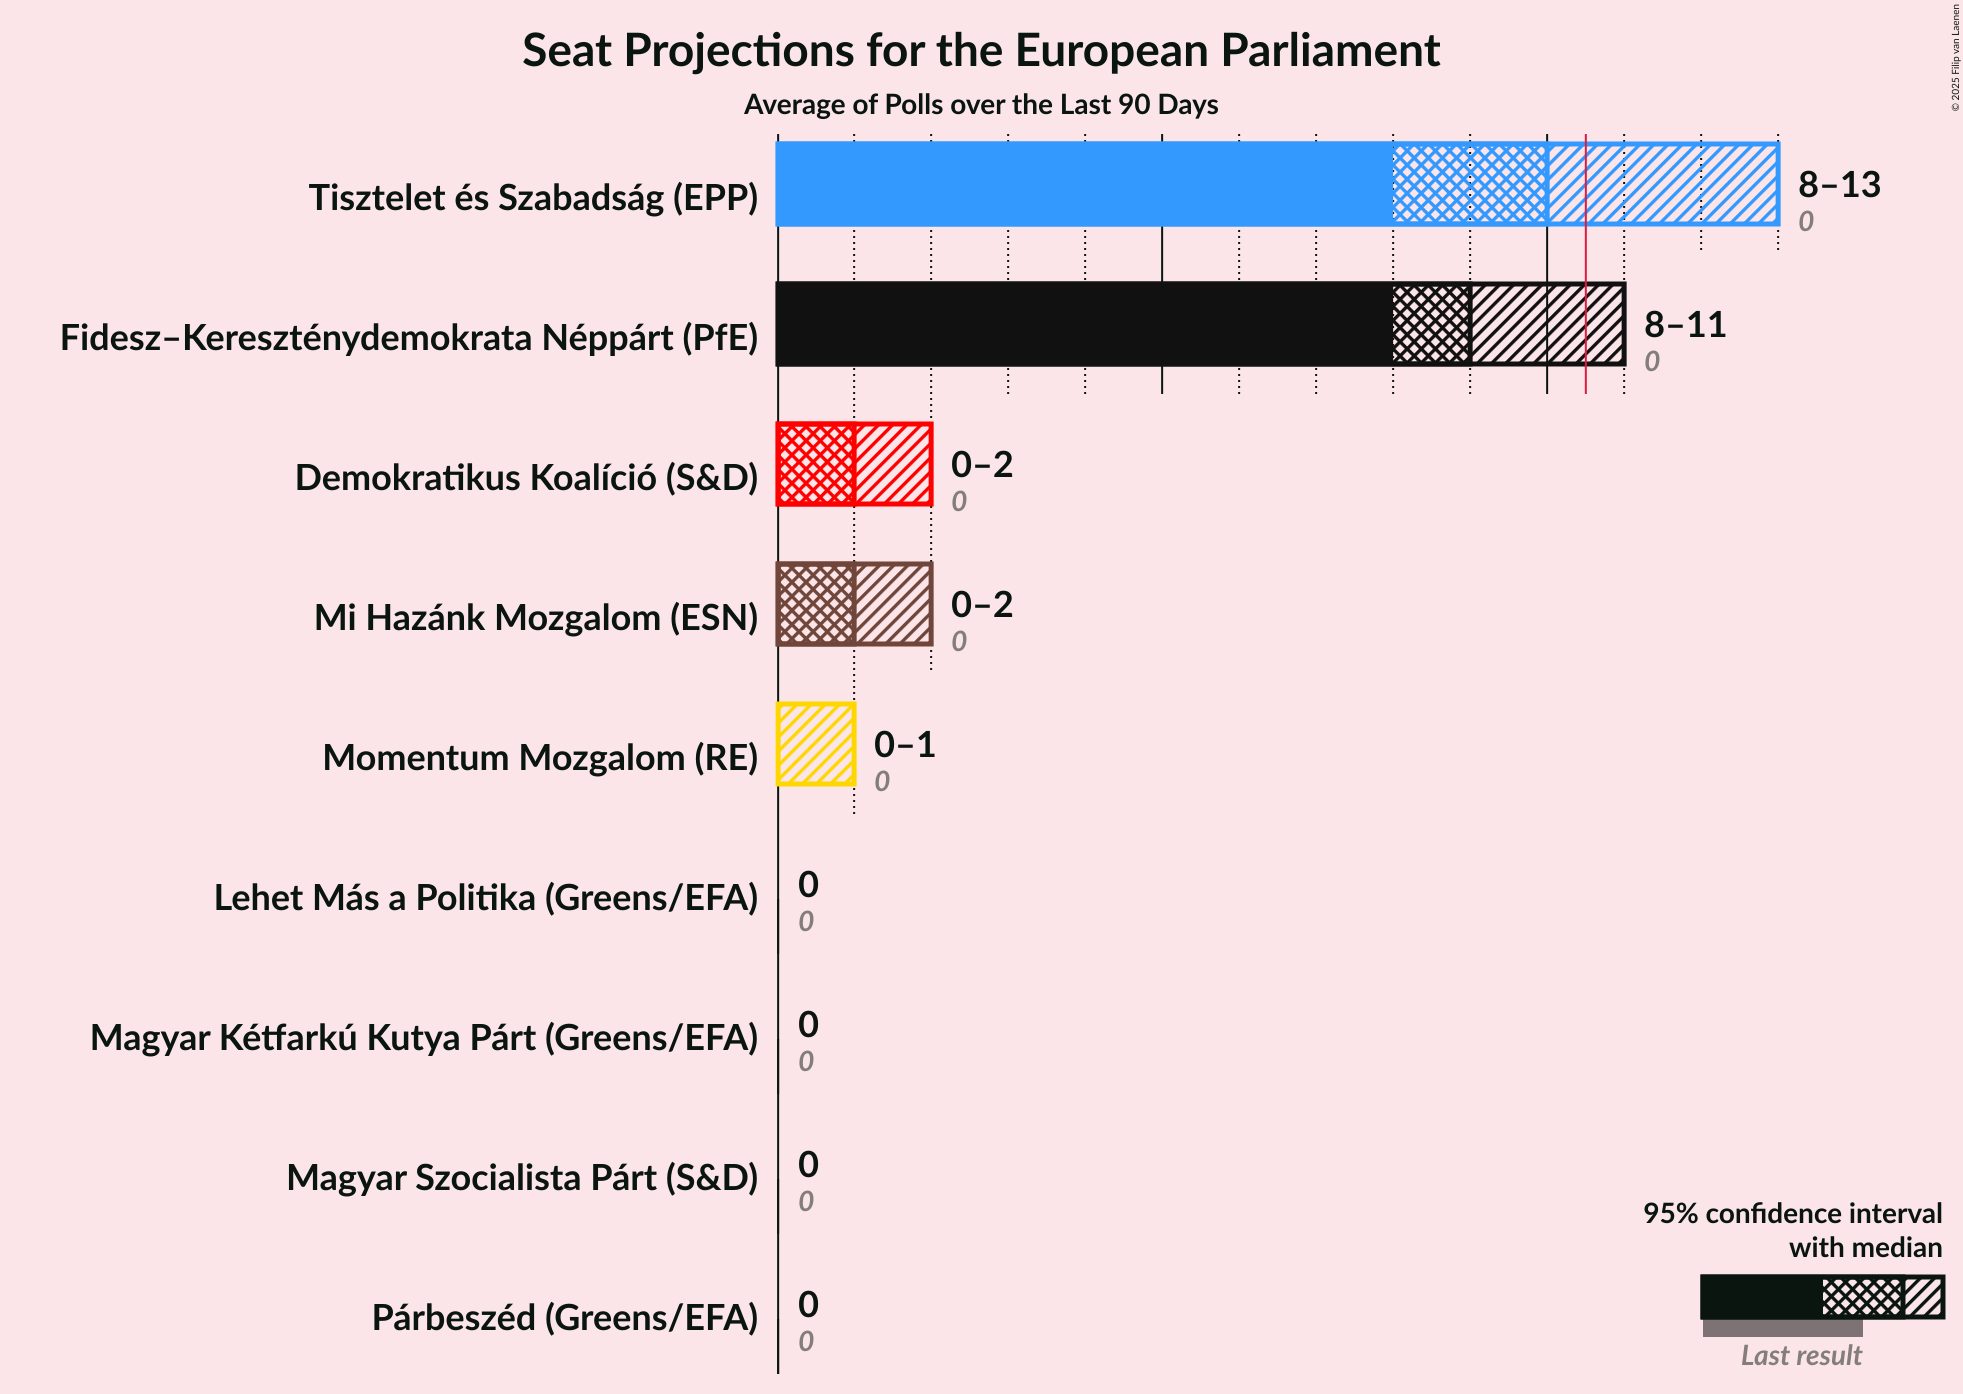 Seat Projections for the European Parliament
Average of Polls over the Last 90 Days
© 2025 Filip van Laenen
Tisztelet és Szabadság (EPP)
8–13
0
Fidesz–Kereszténydemokrata Néppárt (PfE)
8–11
0
Demokratikus Koalíció (S&D)
0–2
0
Mi Hazánk Mozgalom (ESN)
0–2
0
Momentum Mozgalom (RE)
0–1
0
Lehet Más a Politika (Greens/EFA)
0
0
Magyar Kétfarkú Kutya Párt (Greens/EFA)
0
0
Magyar Szocialista Párt (S&D)
0
0
Párbeszéd (Greens/EFA)
0
0
95% confidence interval
with median
Last result